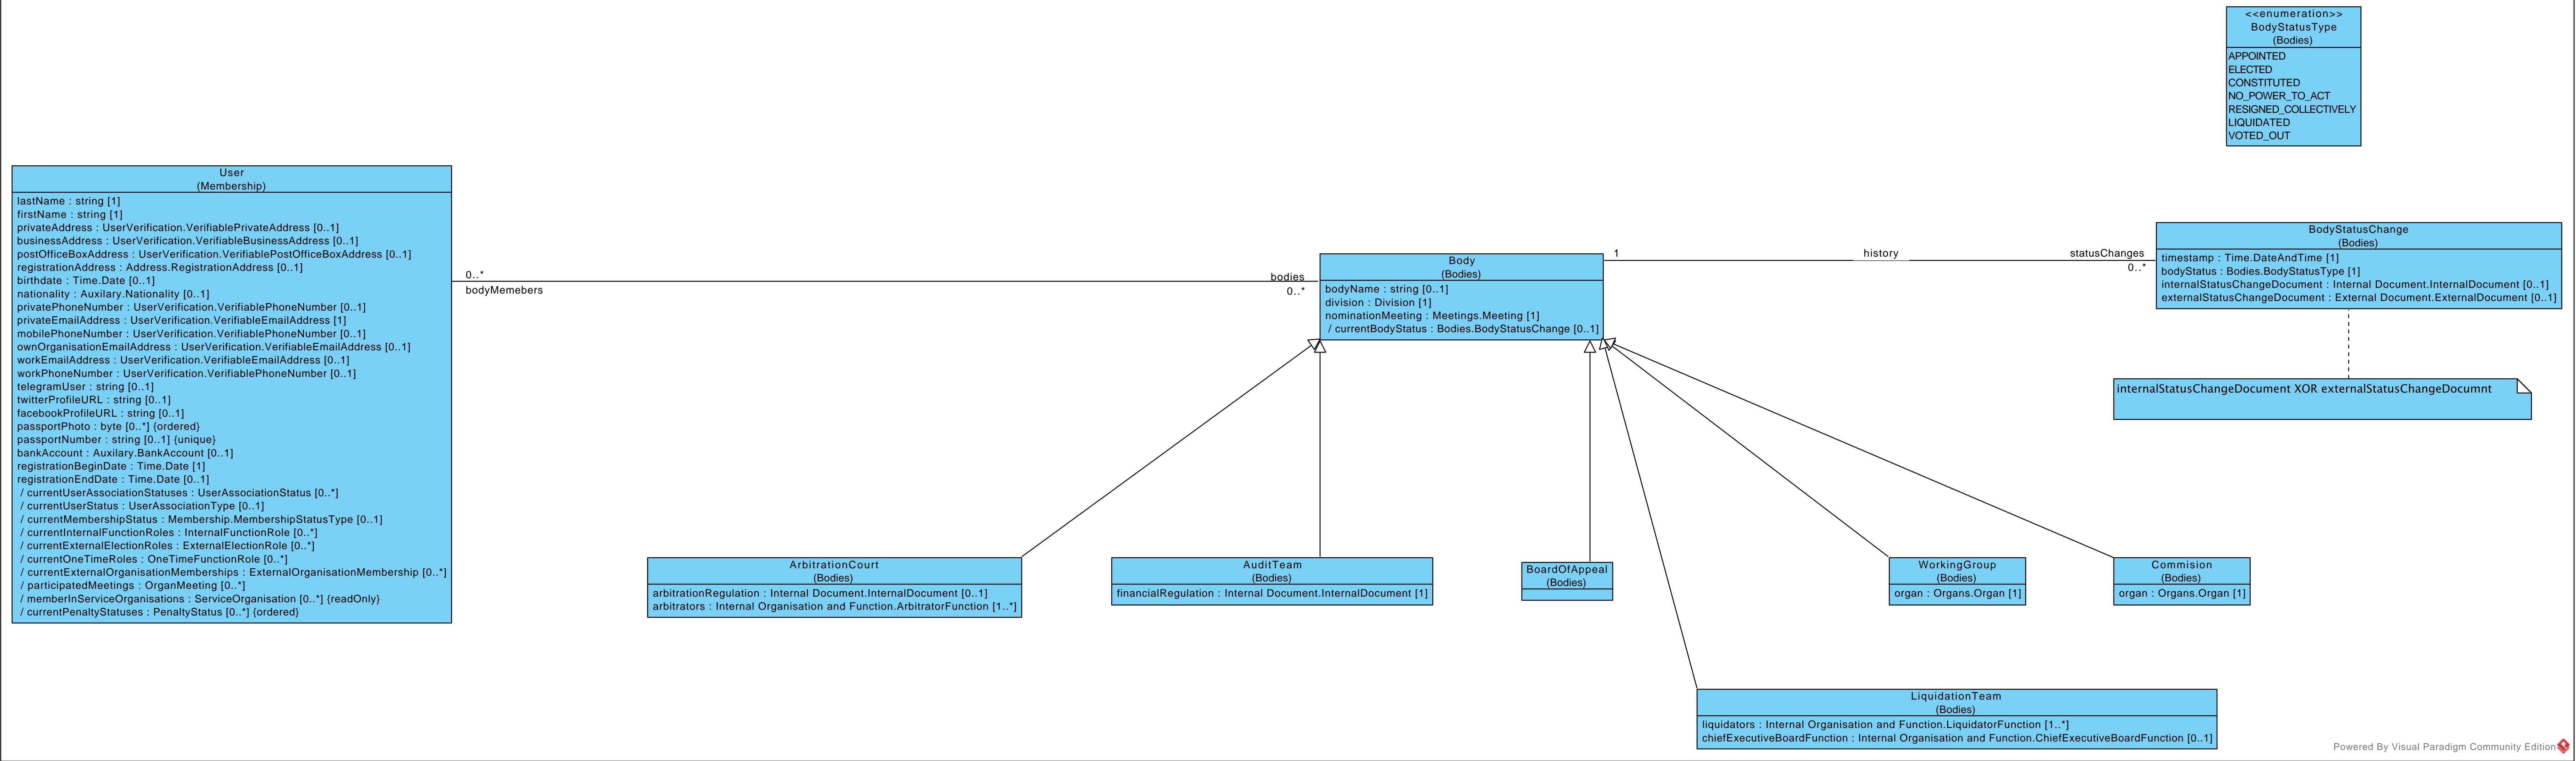 <<enumeration>>
BodyStatusType
(Bodies)
APPOINTED
ELECTED
CONSTITUTED
NO_POWER_TO_ACT
RESIGNED_COLLECTIVELY
LIQUIDATED
VOTED_OUT
User
(Membership)
lastName : string [1]
firstName : string [1]
privateAddress : UserVerification.VerifiablePrivateAddress [0..1]
businessAddress : UserVerification.VerifiableBusinessAddress [0..1]
postOfficeBoxAddress : UserVerification.VerifiablePostOfficeBoxAddress [0..1]
registrationAddress : Address.RegistrationAddress [0..1]
birthdate : Time.Date [0..1]
nationality : Auxilary.Nationality [0..1]
privatePhoneNumber : UserVerification.VerifiablePhoneNumber [0..1]
privateEmailAddress : UserVerification.VerifiableEmailAddress [1]
mobilePhoneNumber : UserVerification.VerifiablePhoneNumber [0..1]
ownOrganisationEmailAddress : UserVerification.VerifiableEmailAddress [0..1]
workEmailAddress : UserVerification.VerifiableEmailAddress [0..1]
workPhoneNumber : UserVerification.VerifiablePhoneNumber [0..1]
telegramUser : string [0..1]
twitterProfileURL : string [0..1]
facebookProfileURL : string [0..1]
passportPhoto : byte [0..*] {ordered}
passportNumber : string [0..1] {unique}
bankAccount : Auxilary.BankAccount [0..1]
registrationBeginDate : Time.Date [1]
registrationEndDate : Time.Date [0..1]
/ currentUserAssociationStatuses : UserAssociationStatus [0..*]
/ currentUserStatus : UserAssociationType [0..1]
/ currentMembershipStatus : Membership.MembershipStatusType [0..1]
/ currentInternalFunctionRoles : InternalFunctionRole [0..*]
/ currentExternalElectionRoles : ExternalElectionRole [0..*]
/ currentOneTimeRoles : OneTimeFunctionRole [0..*]
/ currentExternalOrganisationMemberships : ExternalOrganisationMembership [0..*]
/ participatedMeetings : OrganMeeting [0..*]
/ memberInServiceOrganisations : ServiceOrganisation [0..*] {readOnly}
/ currentPenaltyStatuses : PenaltyStatus [0..*] {ordered}
0..*
bodyMemebers
bodies
0..*
Body
(Bodies)
bodyName : string [0..1]
division : Division [1]
nominationMeeting : Meetings.Meeting [1]
/ currentBodyStatus : Bodies.BodyStatusChange [0..1]
1
history
statusChanges
0..*
BodyStatusChange
(Bodies)
timestamp : Time.DateAndTime [1]
bodyStatus : Bodies.BodyStatusType [1]
internalStatusChangeDocument : Internal Document.InternalDocument [0..1]
externalStatusChangeDocument : External Document.ExternalDocument [0..1]
internalStatusChangeDocument XOR externalStatusChangeDocumnt
ArbitrationCourt
(Bodies)
arbitrationRegulation : Internal Document.InternalDocument [0..1]
arbitrators : Internal Organisation and Function.ArbitratorFunction [1..*]
AuditTeam
(Bodies)
financialRegulation : Internal Document.InternalDocument [1]
BoardOfAppeal
(Bodies)
WorkingGroup
(Bodies)
organ : Organs.Organ [1]
Commision
(Bodies)
organ : Organs.Organ [1]
LiquidationTeam
(Bodies)
liquidators : Internal Organisation and Function.LiquidatorFunction [1..*]
chiefExecutiveBoardFunction : Internal Organisation and Function.ChiefExecutiveBoardFunction [0..1]
Powered By Visual Paradigm Community Edition